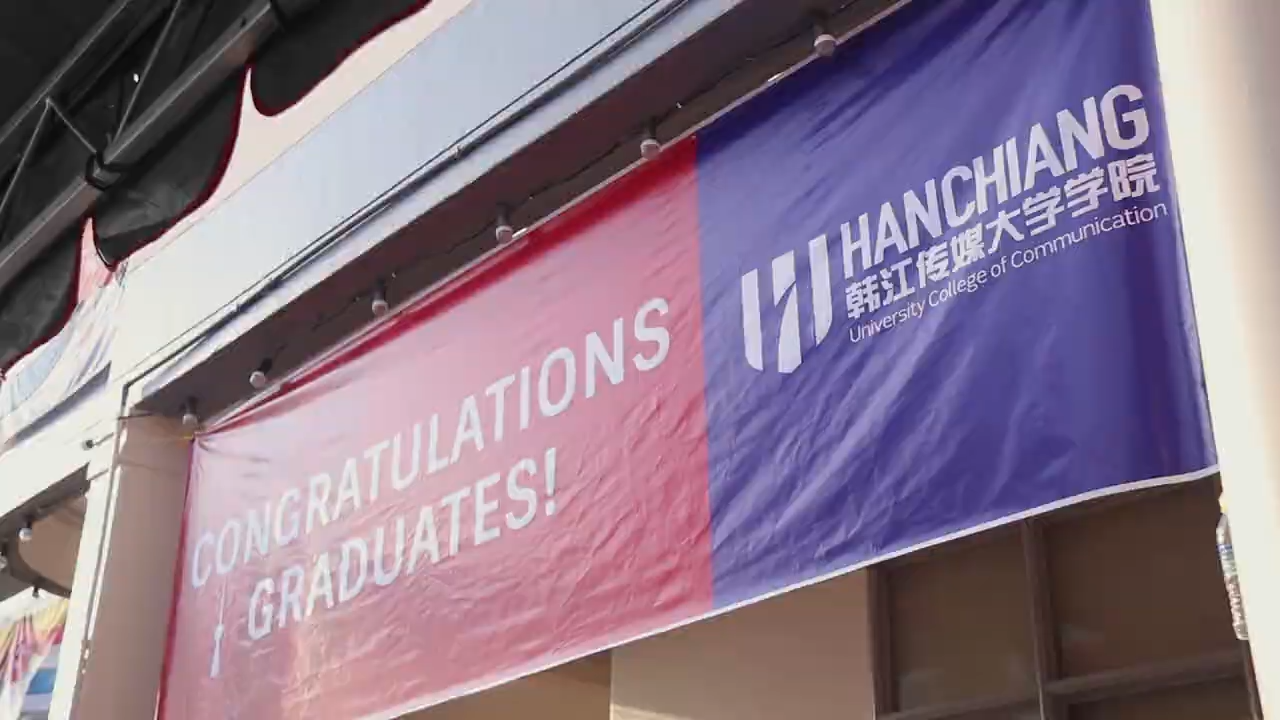 CONGRATULATIONS
GRADUATES!
HANCHIANG
韩江传媒大学学院
University College of Communication